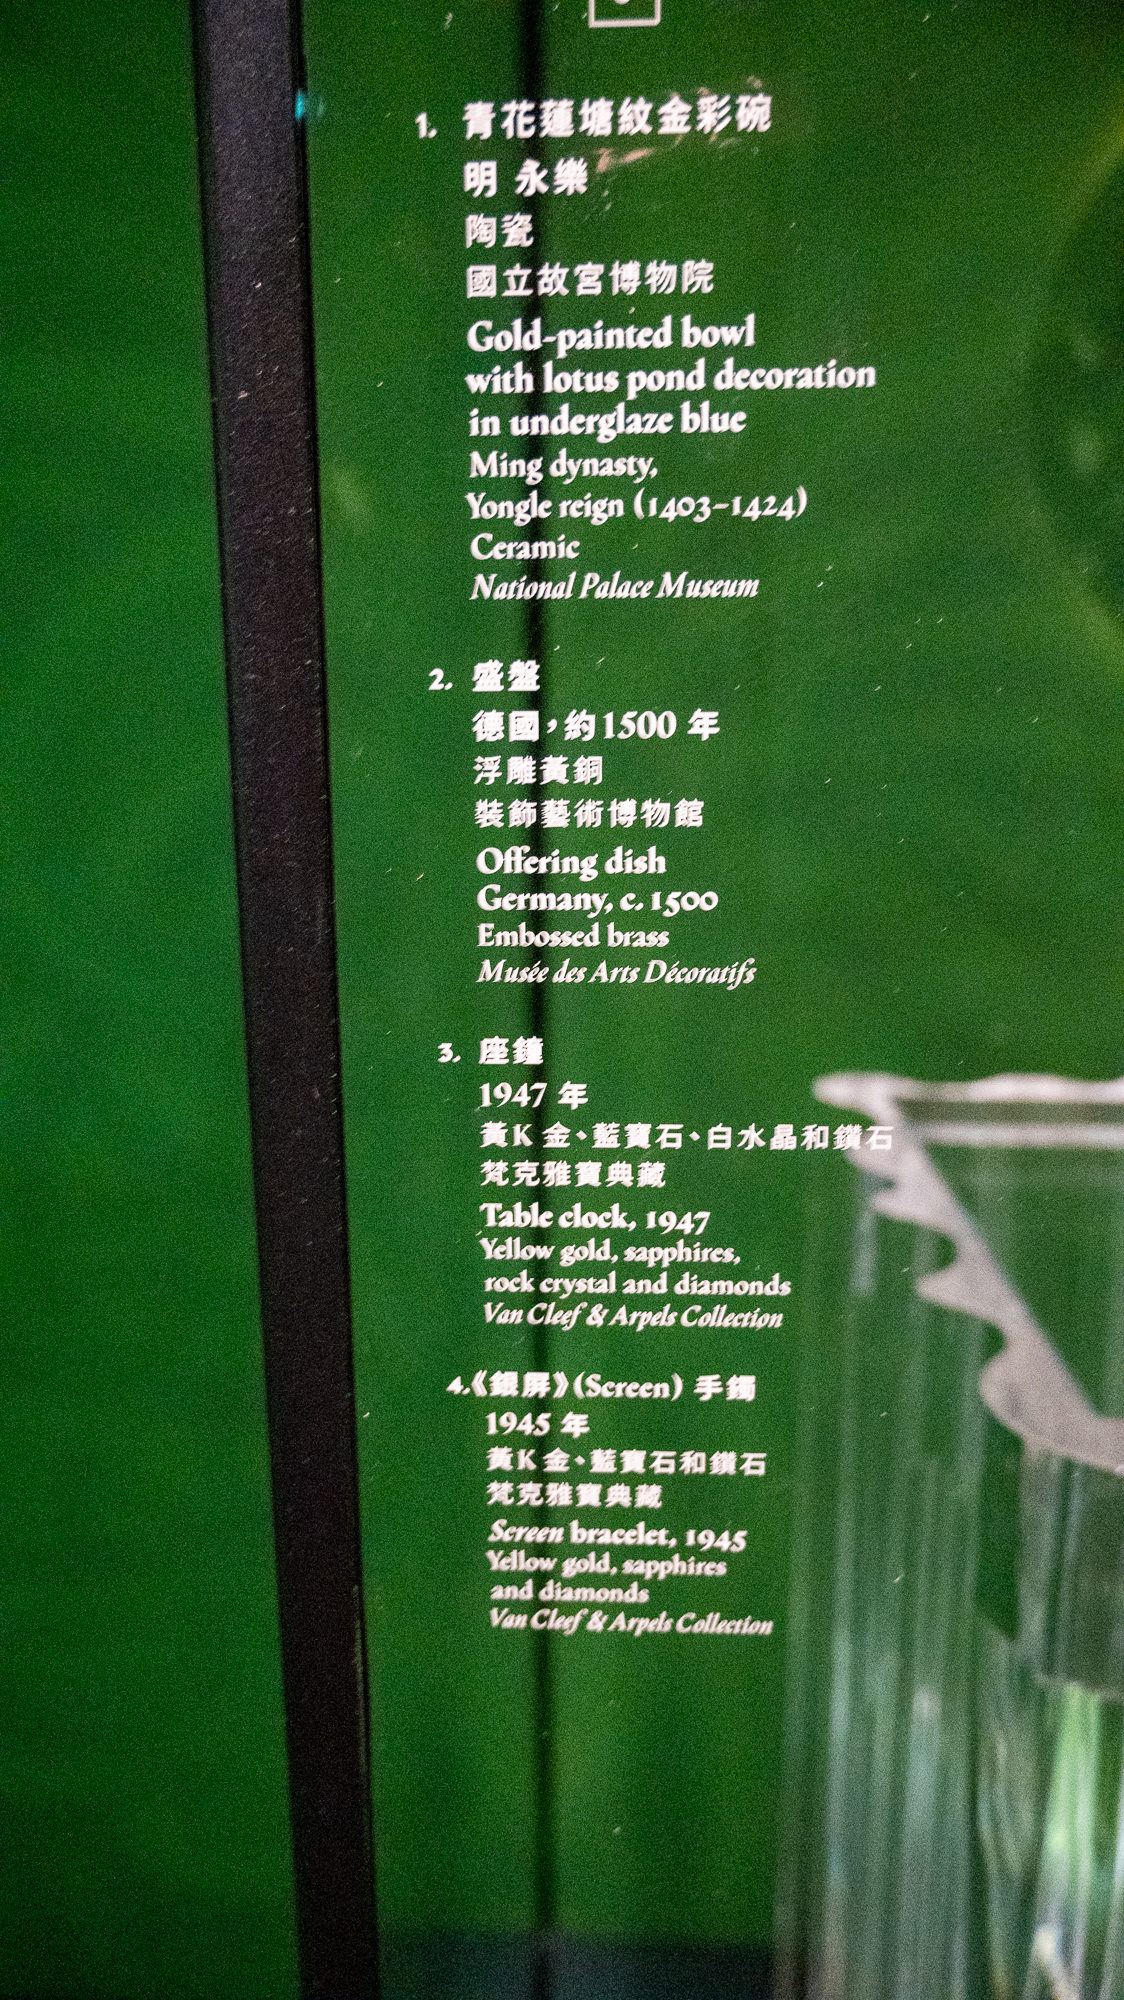 1. 青花蓮塘紋金彩碗
明 永樂
陶瓷
國立故宮博物院
Gold-painted bowl
with lotus pond decoration
in underglaze blue
Ming dynasty,
Yongle reign (1403–1424)
Ceramic
National Palace Museum
2. 盛盤
德國，約1500 年
浮雕黃銅
裝飾藝術博物館
Offering dish
Germany, c. 1500
Embossed brass
Musée des Arts Décoratifs
3. 座鐘
1947 年
黃K 金、藍寶石、白水晶和鑽石
梵克雅寶典藏
Table clock, 1947
Yellow gold, sapphires,
rock crystal and diamonds
Van Cleef & Arpels Collection
4.《銀屏》(Screen) 手鐲
1945 年
黃K 金、藍寶石和鑽石
梵克雅寶典藏
Screen bracelet, 1945
Yellow gold, sapphires
and diamonds
Van Cleef & Arpels Collection